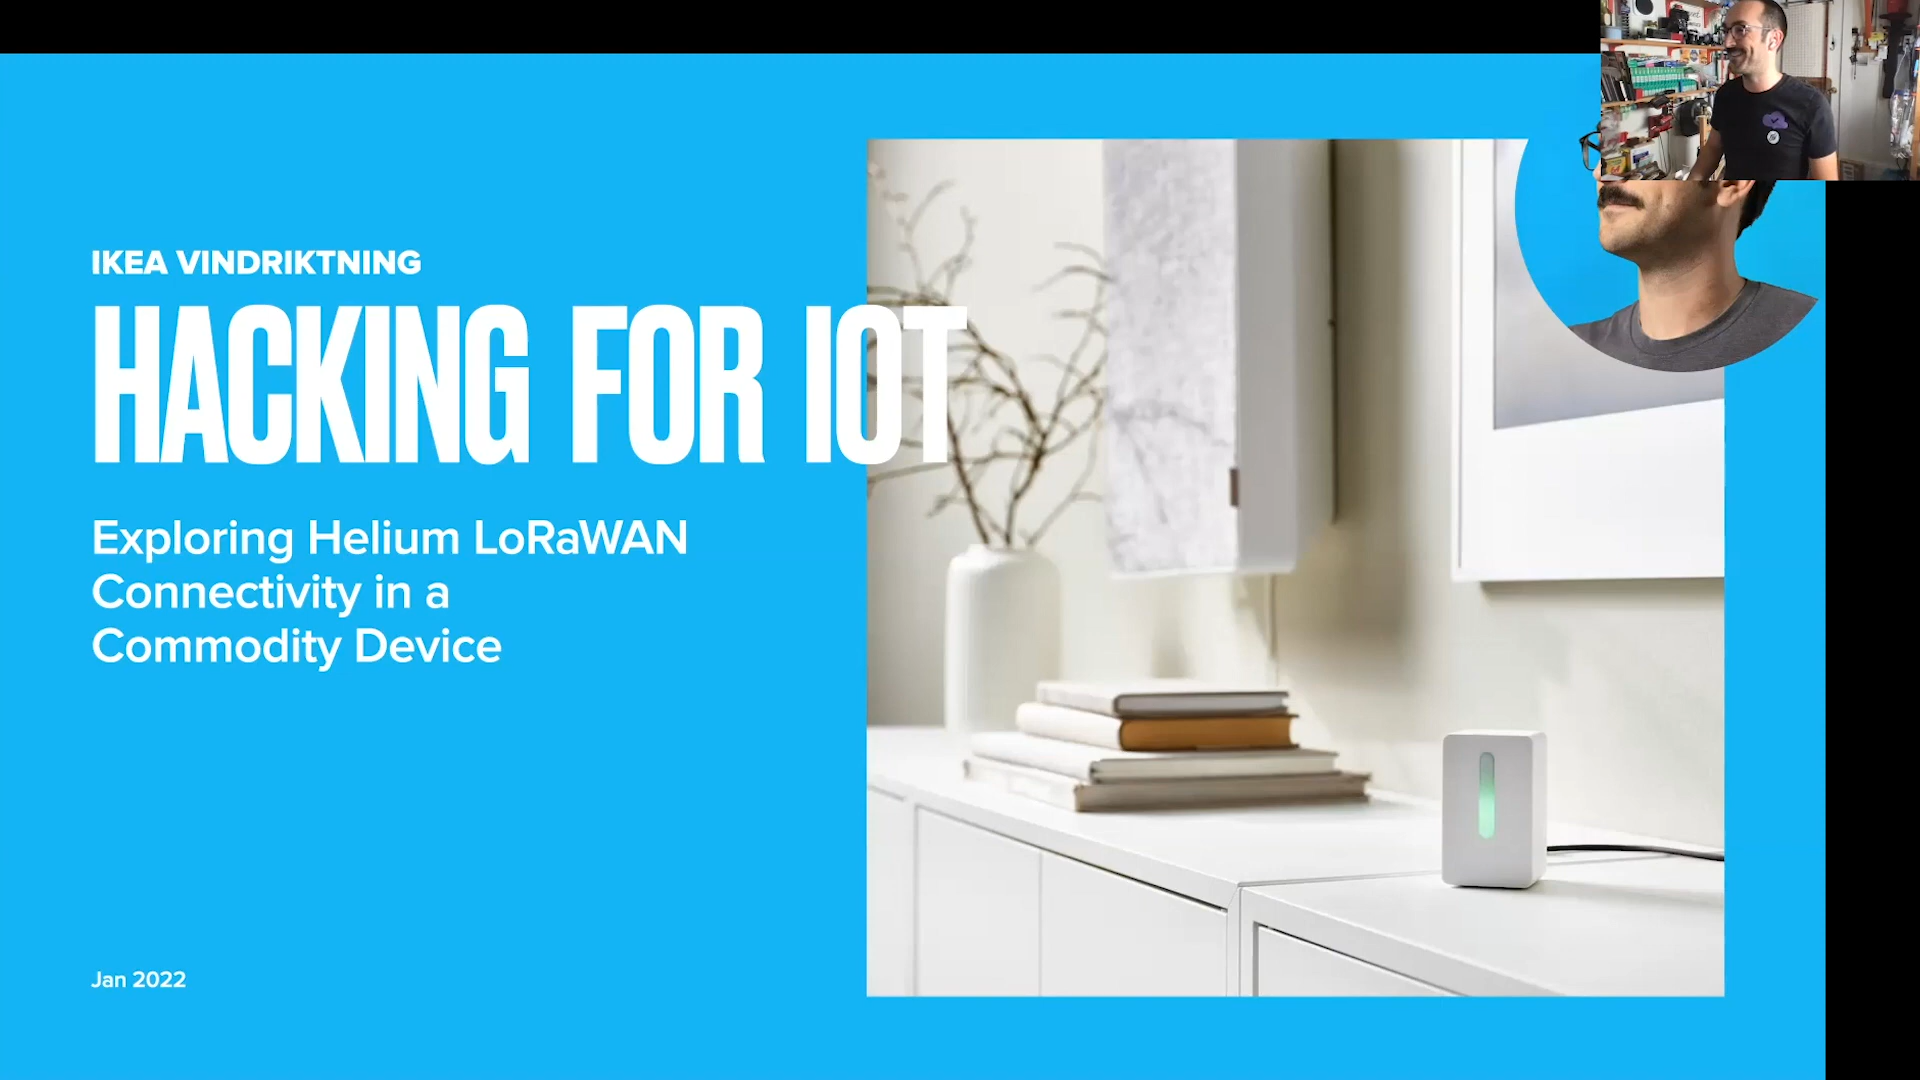 IKEA VINDRIKTNING
HACKING FOR IOT
Exploring Helium LoRaWAN
Connectivity in a
Commodity Device
Jan 2022